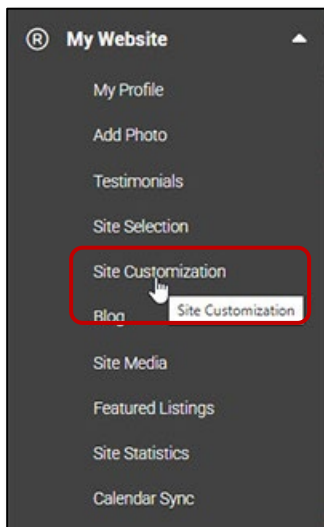 ® My Website
My Profile
Add Photo
Testimonials
Site Selection
Site Customization
Blog
Site Customization
Site Media
Featured Listings
Site Statistics
Calendar Sync